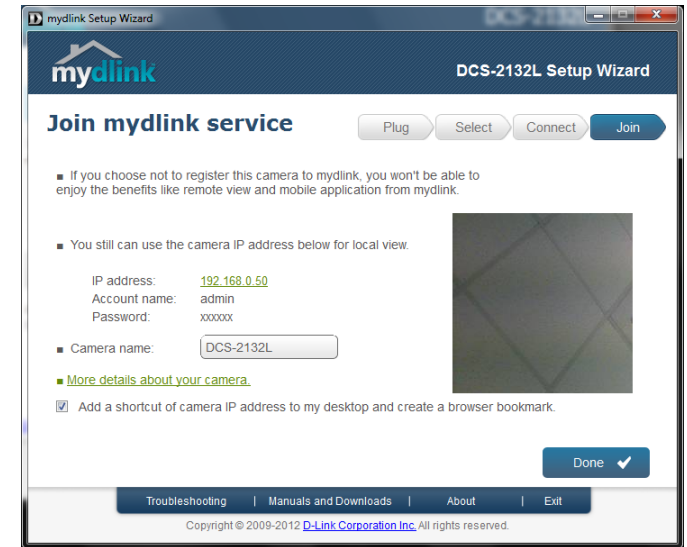 mydlink Setup Wizard
mydlink
DCS-2132L Setup Wizard
Join mydlink service
Plug
Select
Connect
Join
If you choose not to register this camera to mydlink, you won't be able to
enjoy the benefits like remote view and mobile application from mydlink.
You still can use the camera IP address below for local view.
IP address: 192.168.0.50
Account name: admin
Password: xxxxxx
Camera name: DCS-2132L
More details about your camera.
Add a shortcut of camera IP address to my desktop and create a browser bookmark.
Done
Troubleshooting | Manuals and Downloads | About | Exit
Copyright © 2009-2012 D-Link Corporation Inc. All rights reserved.